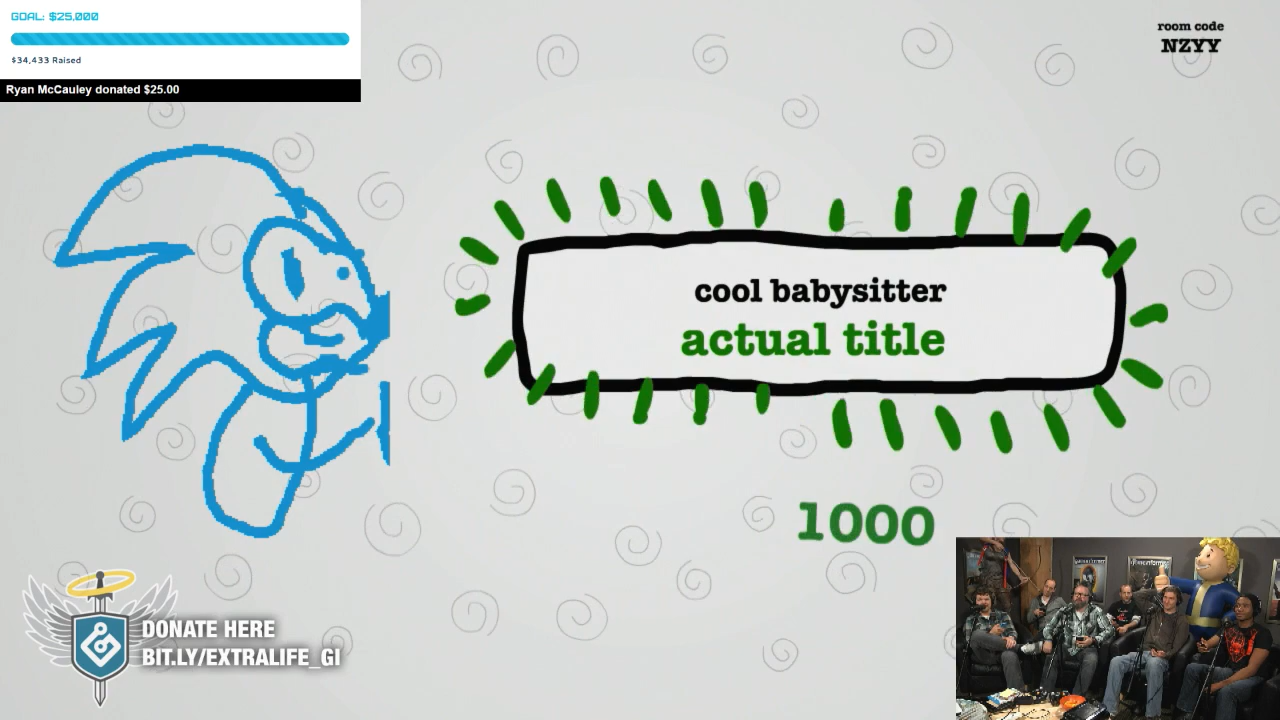 GOAL: $25,000
$34,433 Raised
Ryan McCauley donated $25.00
room code
NZYY
cool babysitter
actual title
1000
DONATE HERE
BIT.LY/EXTRALIFE_GI